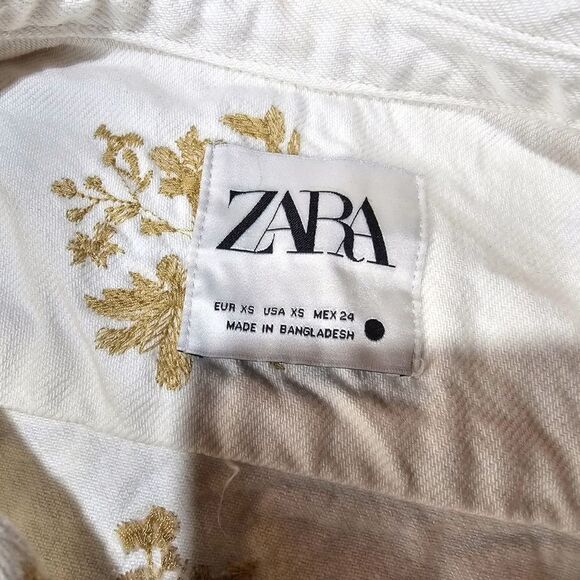 ZARA
EUR XS USA XS MEX 24
MADE IN BANGLADESH